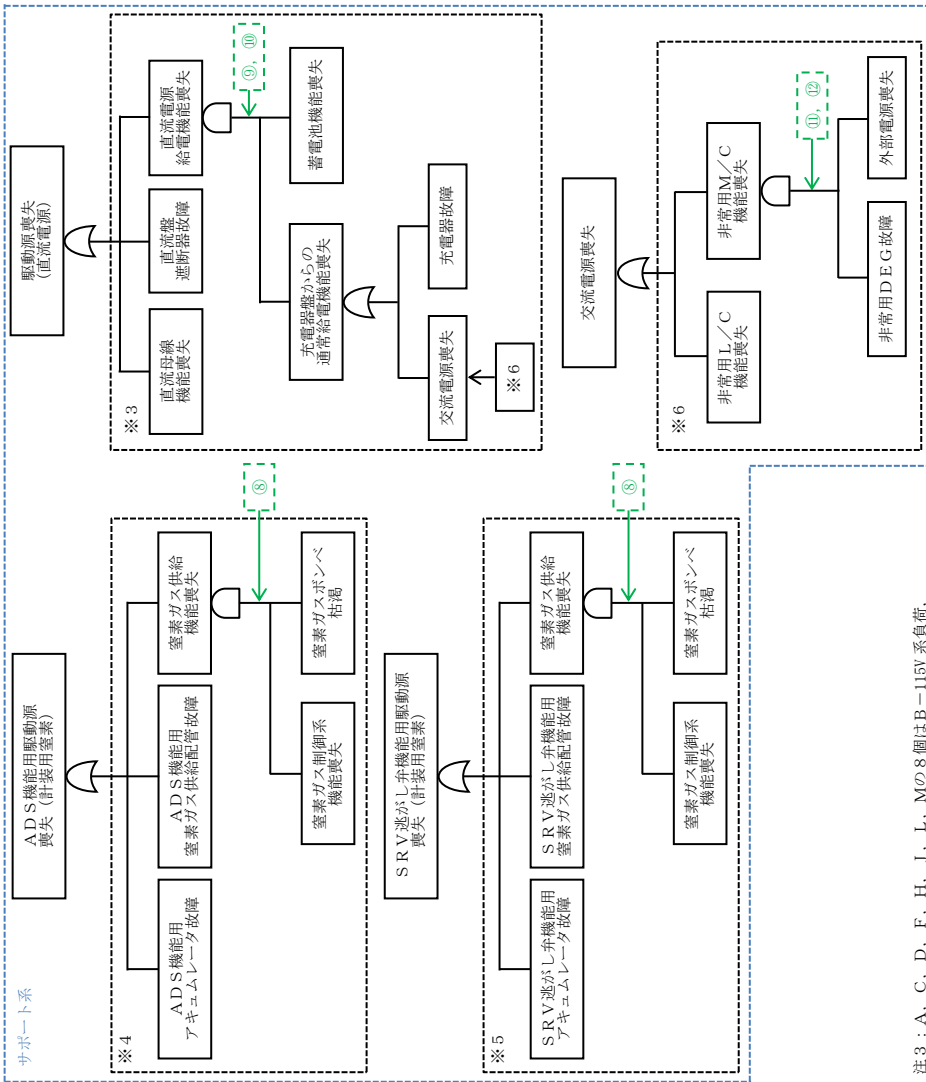 サポート系
ADS機能用駆動源
喪失（計装用窒素）
※4
ADS機能用
アキュムレータ故障
ADS機能用
窒素ガス供給配管故障
窒素ガス供給
機能喪失
⑧
窒素ガス制御系
機能喪失
窒素ガスボンベ
枯渇
SRV逃がし弁機能用駆動源
喪失（計装用窒素）
※5
SRV逃がし弁機能用
アキュムレータ故障
SRV逃がし弁機能用
窒素ガス供給配管故障
窒素ガス供給
機能喪失
⑧
窒素ガス制御系
機能喪失
窒素ガスボンベ
枯渇
駆動源喪失
（直流電源）
※3
直流母線
機能喪失
直流盤
遮断器故障
直流電源
給電機能喪失
⑨，⑩
充電器盤からの
通常給電機能喪失
蓄電池機能喪失
交流電源喪失
充電器故障
※6
交流電源喪失
※6
非常用L／C
機能喪失
非常用M／C
機能喪失
⑪，⑫
非常用DEG故障
外部電源喪失
注3：A，C，D，F，H，J，L，Mの8個はB－115V系負荷，